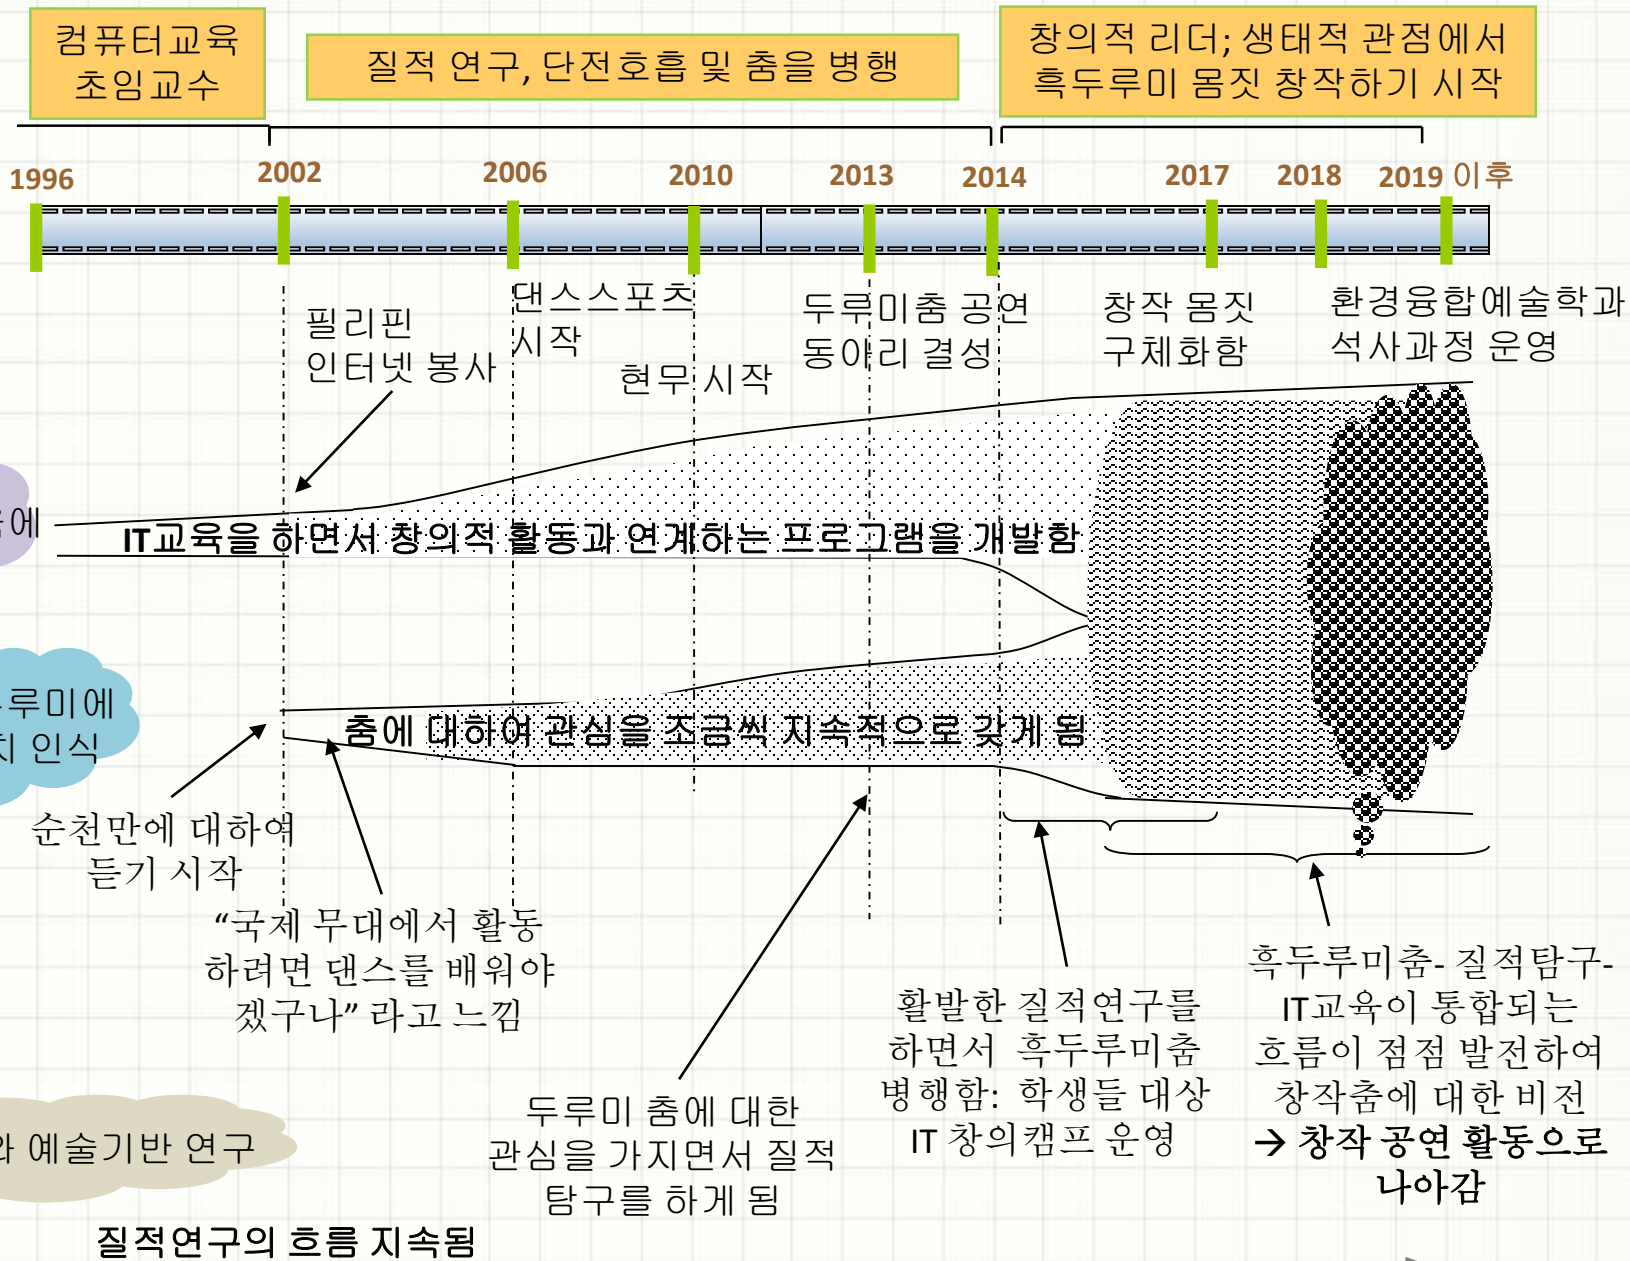 컴퓨터교육
초임교수
질적 연구, 단전호흡 및 춤을 병행
창의적 리더; 생태적 관점에서
흑두루미 몸짓 창작하기 시작
1996
2002
2006
2010
2013
2014
2017
2018
2019 이후
필리핀
인터넷 봉사
댄스스포츠
시작
현무 시작
두루미춤 공연
동아리 결성
창작 몸짓
구체화함
환경융합예술학과
석사과정 운영
에
IT교육을 하면서 창의적 활동과 연계하는 프로그램을 개발함
루미에
인식
춤에 대하여 관심을 조금씩 지속적으로 갖게 됨
순천만에 대하여
듣기 시작
“국제 무대에서 활동
하려면 댄스를 배워야
겠구나” 라고 느낌
두루미 춤에 대한
관심을 가지면서 질적
탐구를 하게 됨
활발한 질적연구를
하면서 흑두루미춤
병행함: 학생들 대상
IT 창의캠프 운영
흑두루미춤- 질적탐구-
IT교육이 통합되는
흐름이 점점 발전하여
창작춤에 대한 비전
→ 창작 공연 활동으로
나아감
예술기반 연구
질적연구의 흐름 지속됨